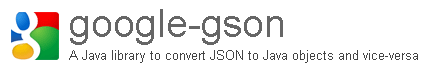 google-gson
A Java library to convert JSON to Java objects and vice-versa